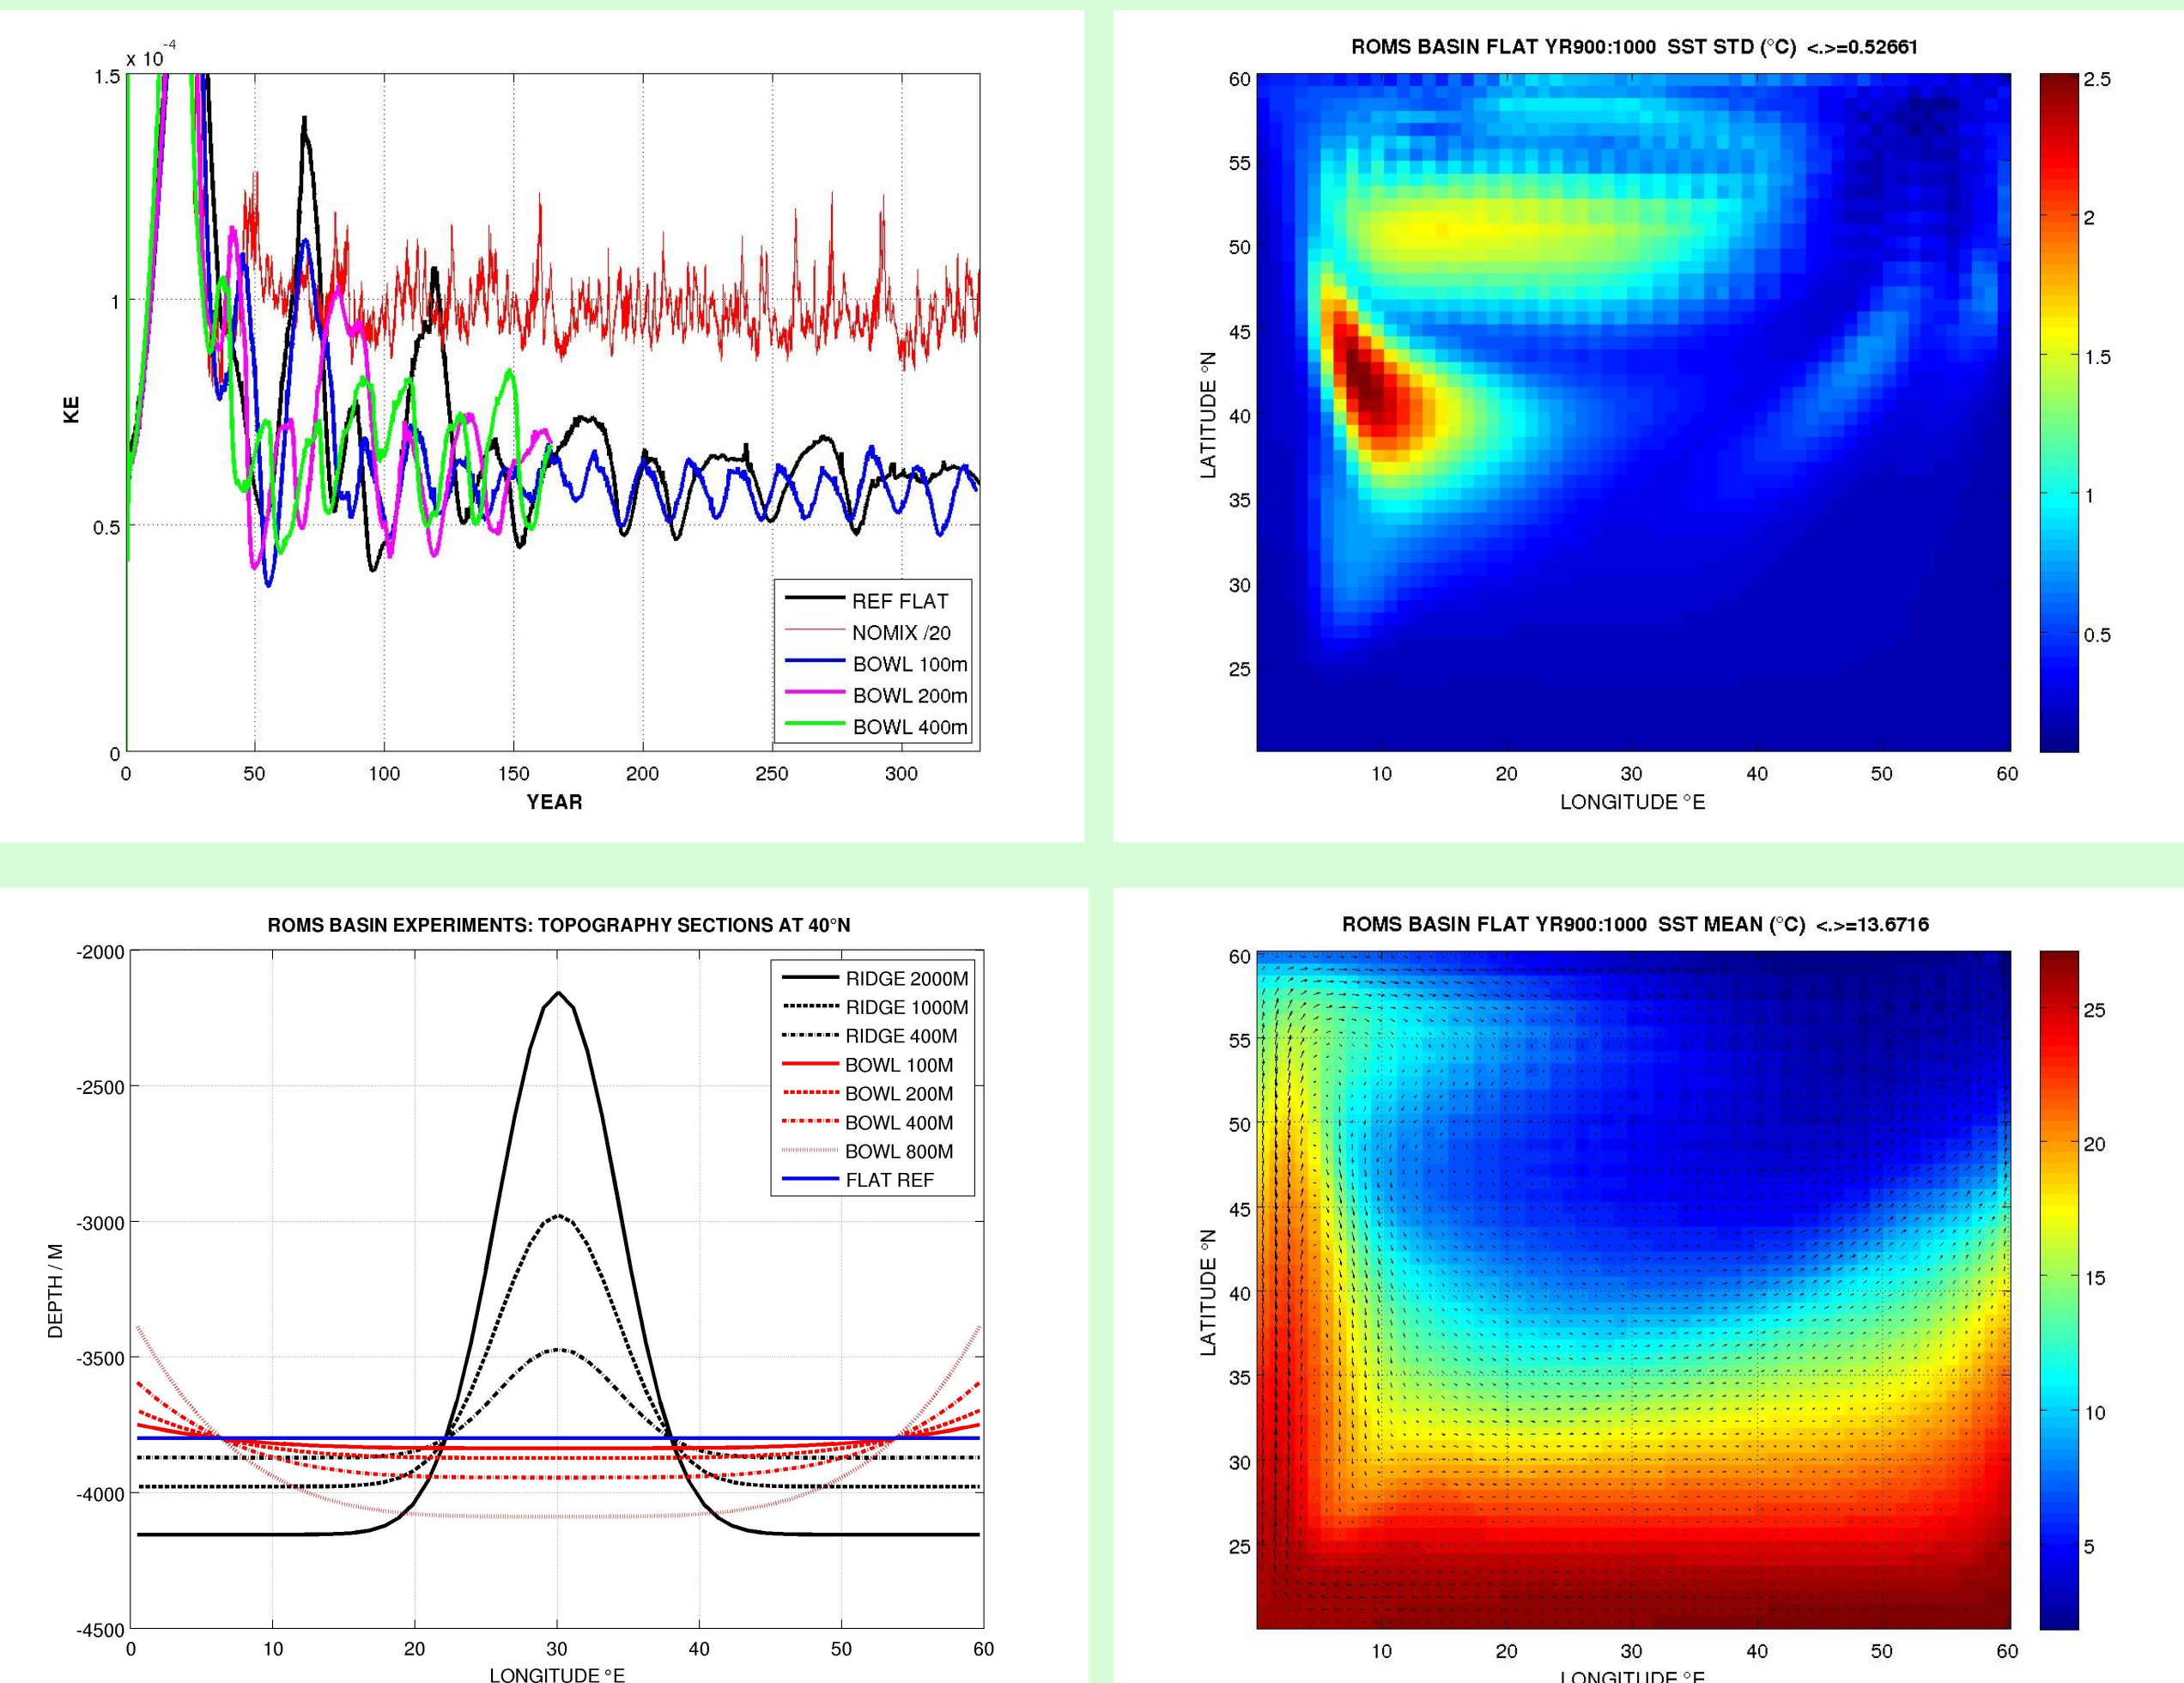 x 10
-4
1.5
1
0.5
0
KE
0
50
100
150
200
250
300
YEAR
REF FLAT
NOMIX /20
BOWL 100m
BOWL 200m
BOWL 400m
ROMS BASIN FLAT YR900:1000 SST STD (°C) <.>=0.52661
60
55
50
45
40
35
30
25
LATITUDE °N
10
20
30
40
50
60
LONGITUDE °E
2.5
2
1.5
1
0.5
ROMS BASIN EXPERIMENTS: TOPOGRAPHY SECTIONS AT 40°N
-2000
-2500
-3000
-3500
-4000
-4500
DEPTH / M
0
10
20
30
40
50
60
LONGITUDE °E
RIDGE 2000M
RIDGE 1000M
RIDGE 400M
BOWL 100M
BOWL 200M
BOWL 400M
BOWL 800M
FLAT REF
ROMS BASIN FLAT YR900:1000 SST MEAN (°C) <.>=13.6716
60
55
50
45
40
35
30
25
LATITUDE °N
10
20
30
40
50
60
LONGITUDE °E
25
20
15
10
5